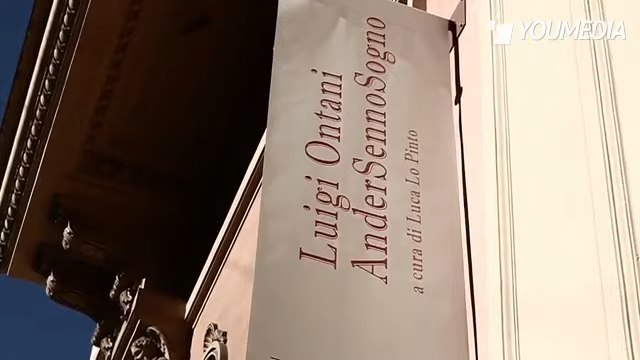 YOUMEDIA
Luigi Ontani
AnderSennoSogno
a cura di Luca Lo Pinto